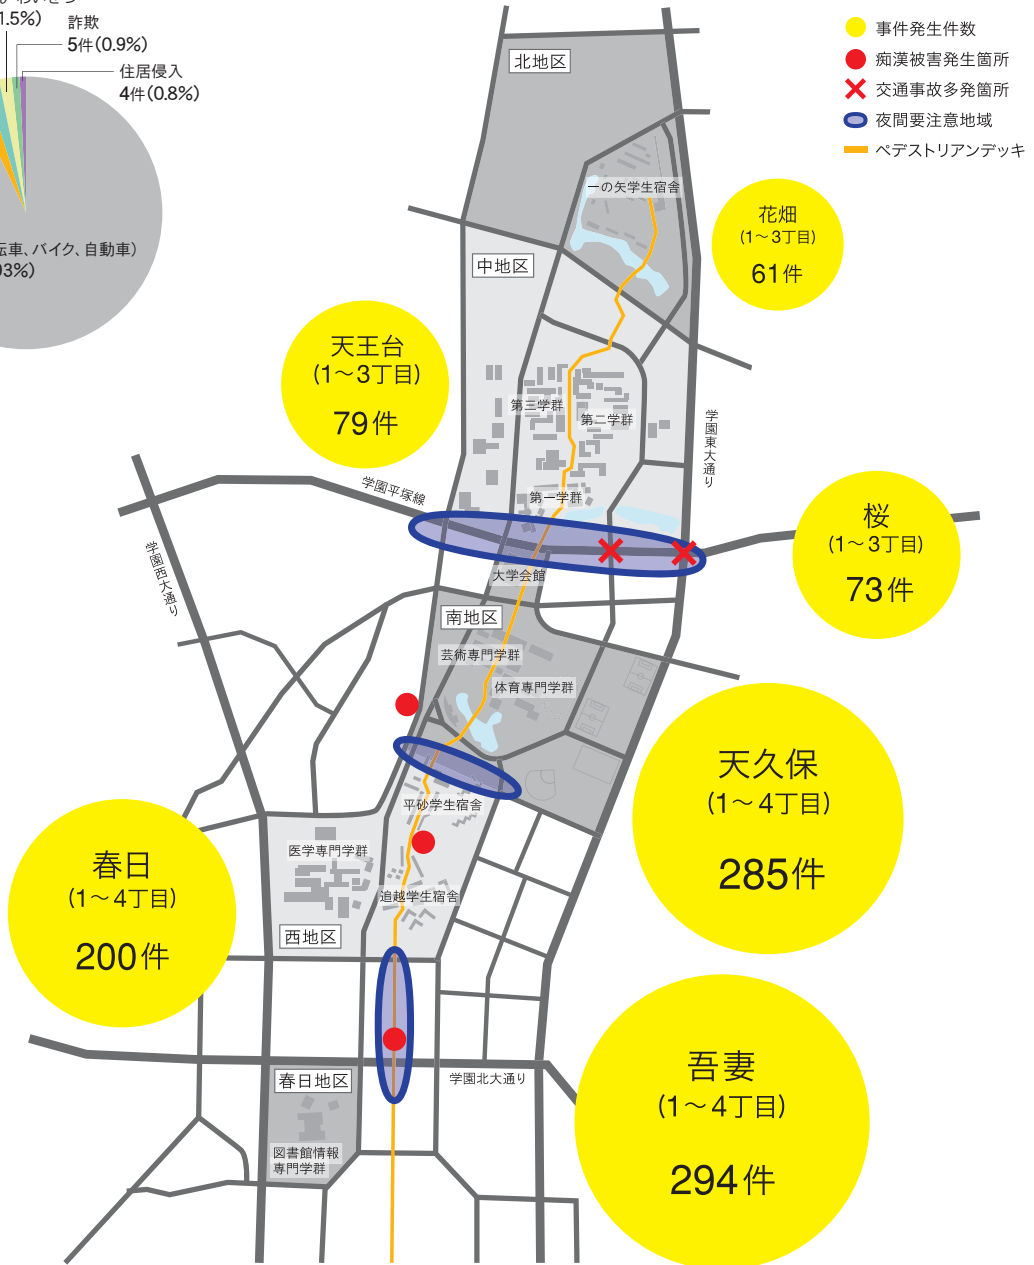 1.5%)
詐欺
5件(0.9%)
住居侵入
4件(0.8%)
転車、バイク、自動車)
93%)
事件発生件数
痴漢被害発生箇所
交通事故多発箇所
夜間要注意地域
ペデストリアンデッキ
北地区
一の矢学生宿舎
花畑
(1～3丁目)
61件
中地区
天王台
(1～3丁目)
79件
第三学群
第二学群
学園東大通り
学園平塚線
第一学群
桜
(1～3丁目)
73件
学園西大通り
大学会館
南地区
芸術専門学群
体育専門学群
天久保
(1～4丁目)
285件
平砂学生宿舎
医学専門学群
春日
(1～4丁目)
200件
追越学生宿舎
西地区
吾妻
(1～4丁目)
294件
春日地区
学園北大通り
図書館情報
専門学群